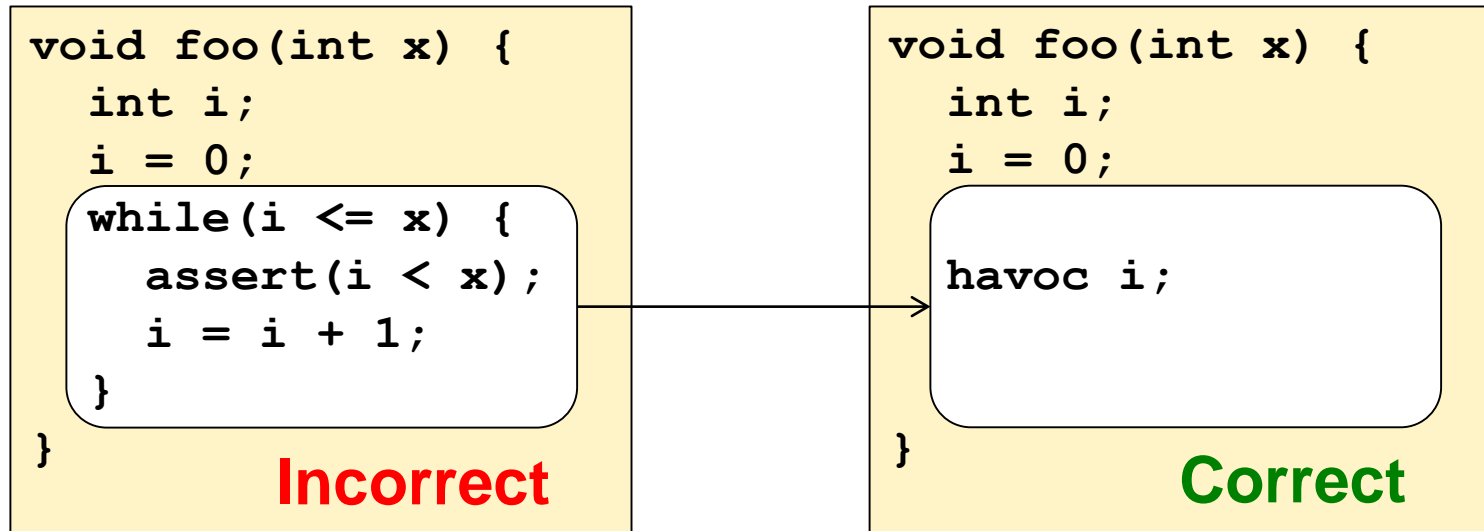 void foo(int x) {
  int i;
  i = 0;
  while(i <= x) {
    assert(i < x);
    i = i + 1;
  }
}
Incorrect
void foo(int x) {
  int i;
  i = 0;
  havoc i;
}
Correct